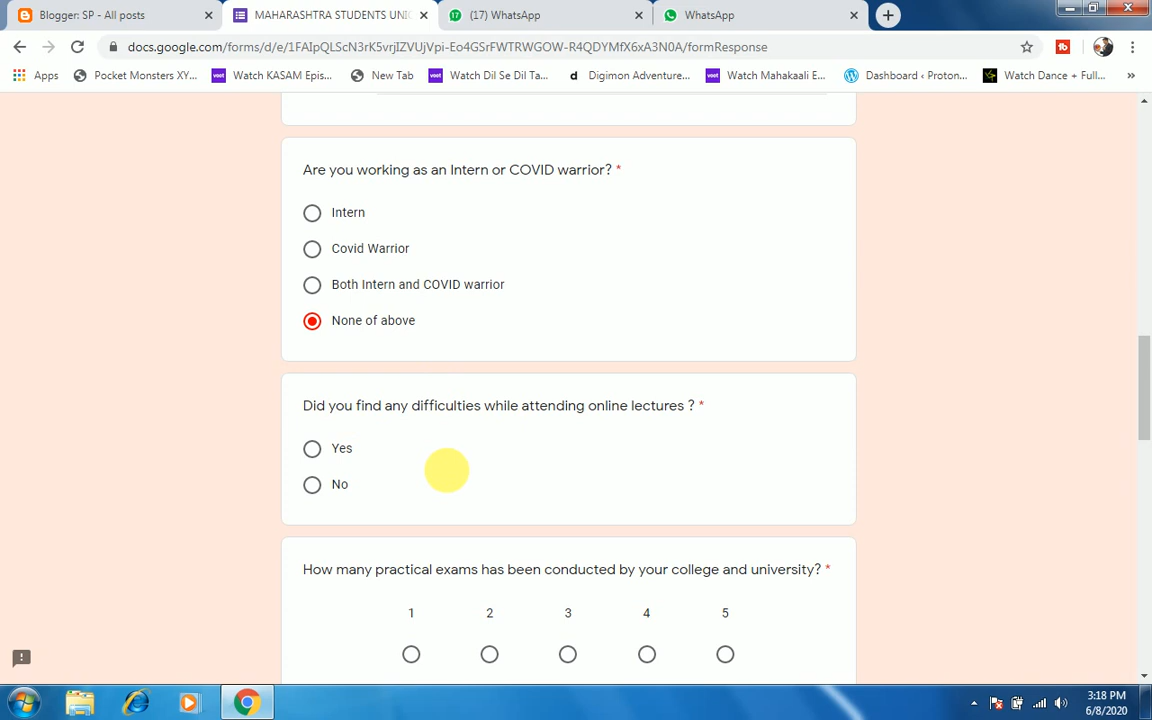 Blogger: SP - All posts
MAHARASHTRA STUDENTS UNIO
(17) WhatsApp
WhatsApp
docs.google.com/forms/d/e/1FAIpQLScN3rK5vrjIZVUjVpi-Eo4GSrFWTRWGOW-R4QDYMfX6xA3N0A/formResponse
Apps
Pocket Monsters XY...
Watch KASAM Epis...
New Tab
Watch Dil Se Dil Ta...
Digimon Adventure...
Watch Mahakaali E...
Dashboard ‹ Proton...
Watch Dance + Full...
»
Are you working as an Intern or COVID warrior? *
Intern
Covid Warrior
Both Intern and COVID warrior
None of above
Did you find any difficulties while attending online lectures ? *
Yes
No
How many practical exams has been conducted by your college and university? *
1 2 3 4 5
3:18 PM
6/8/2020